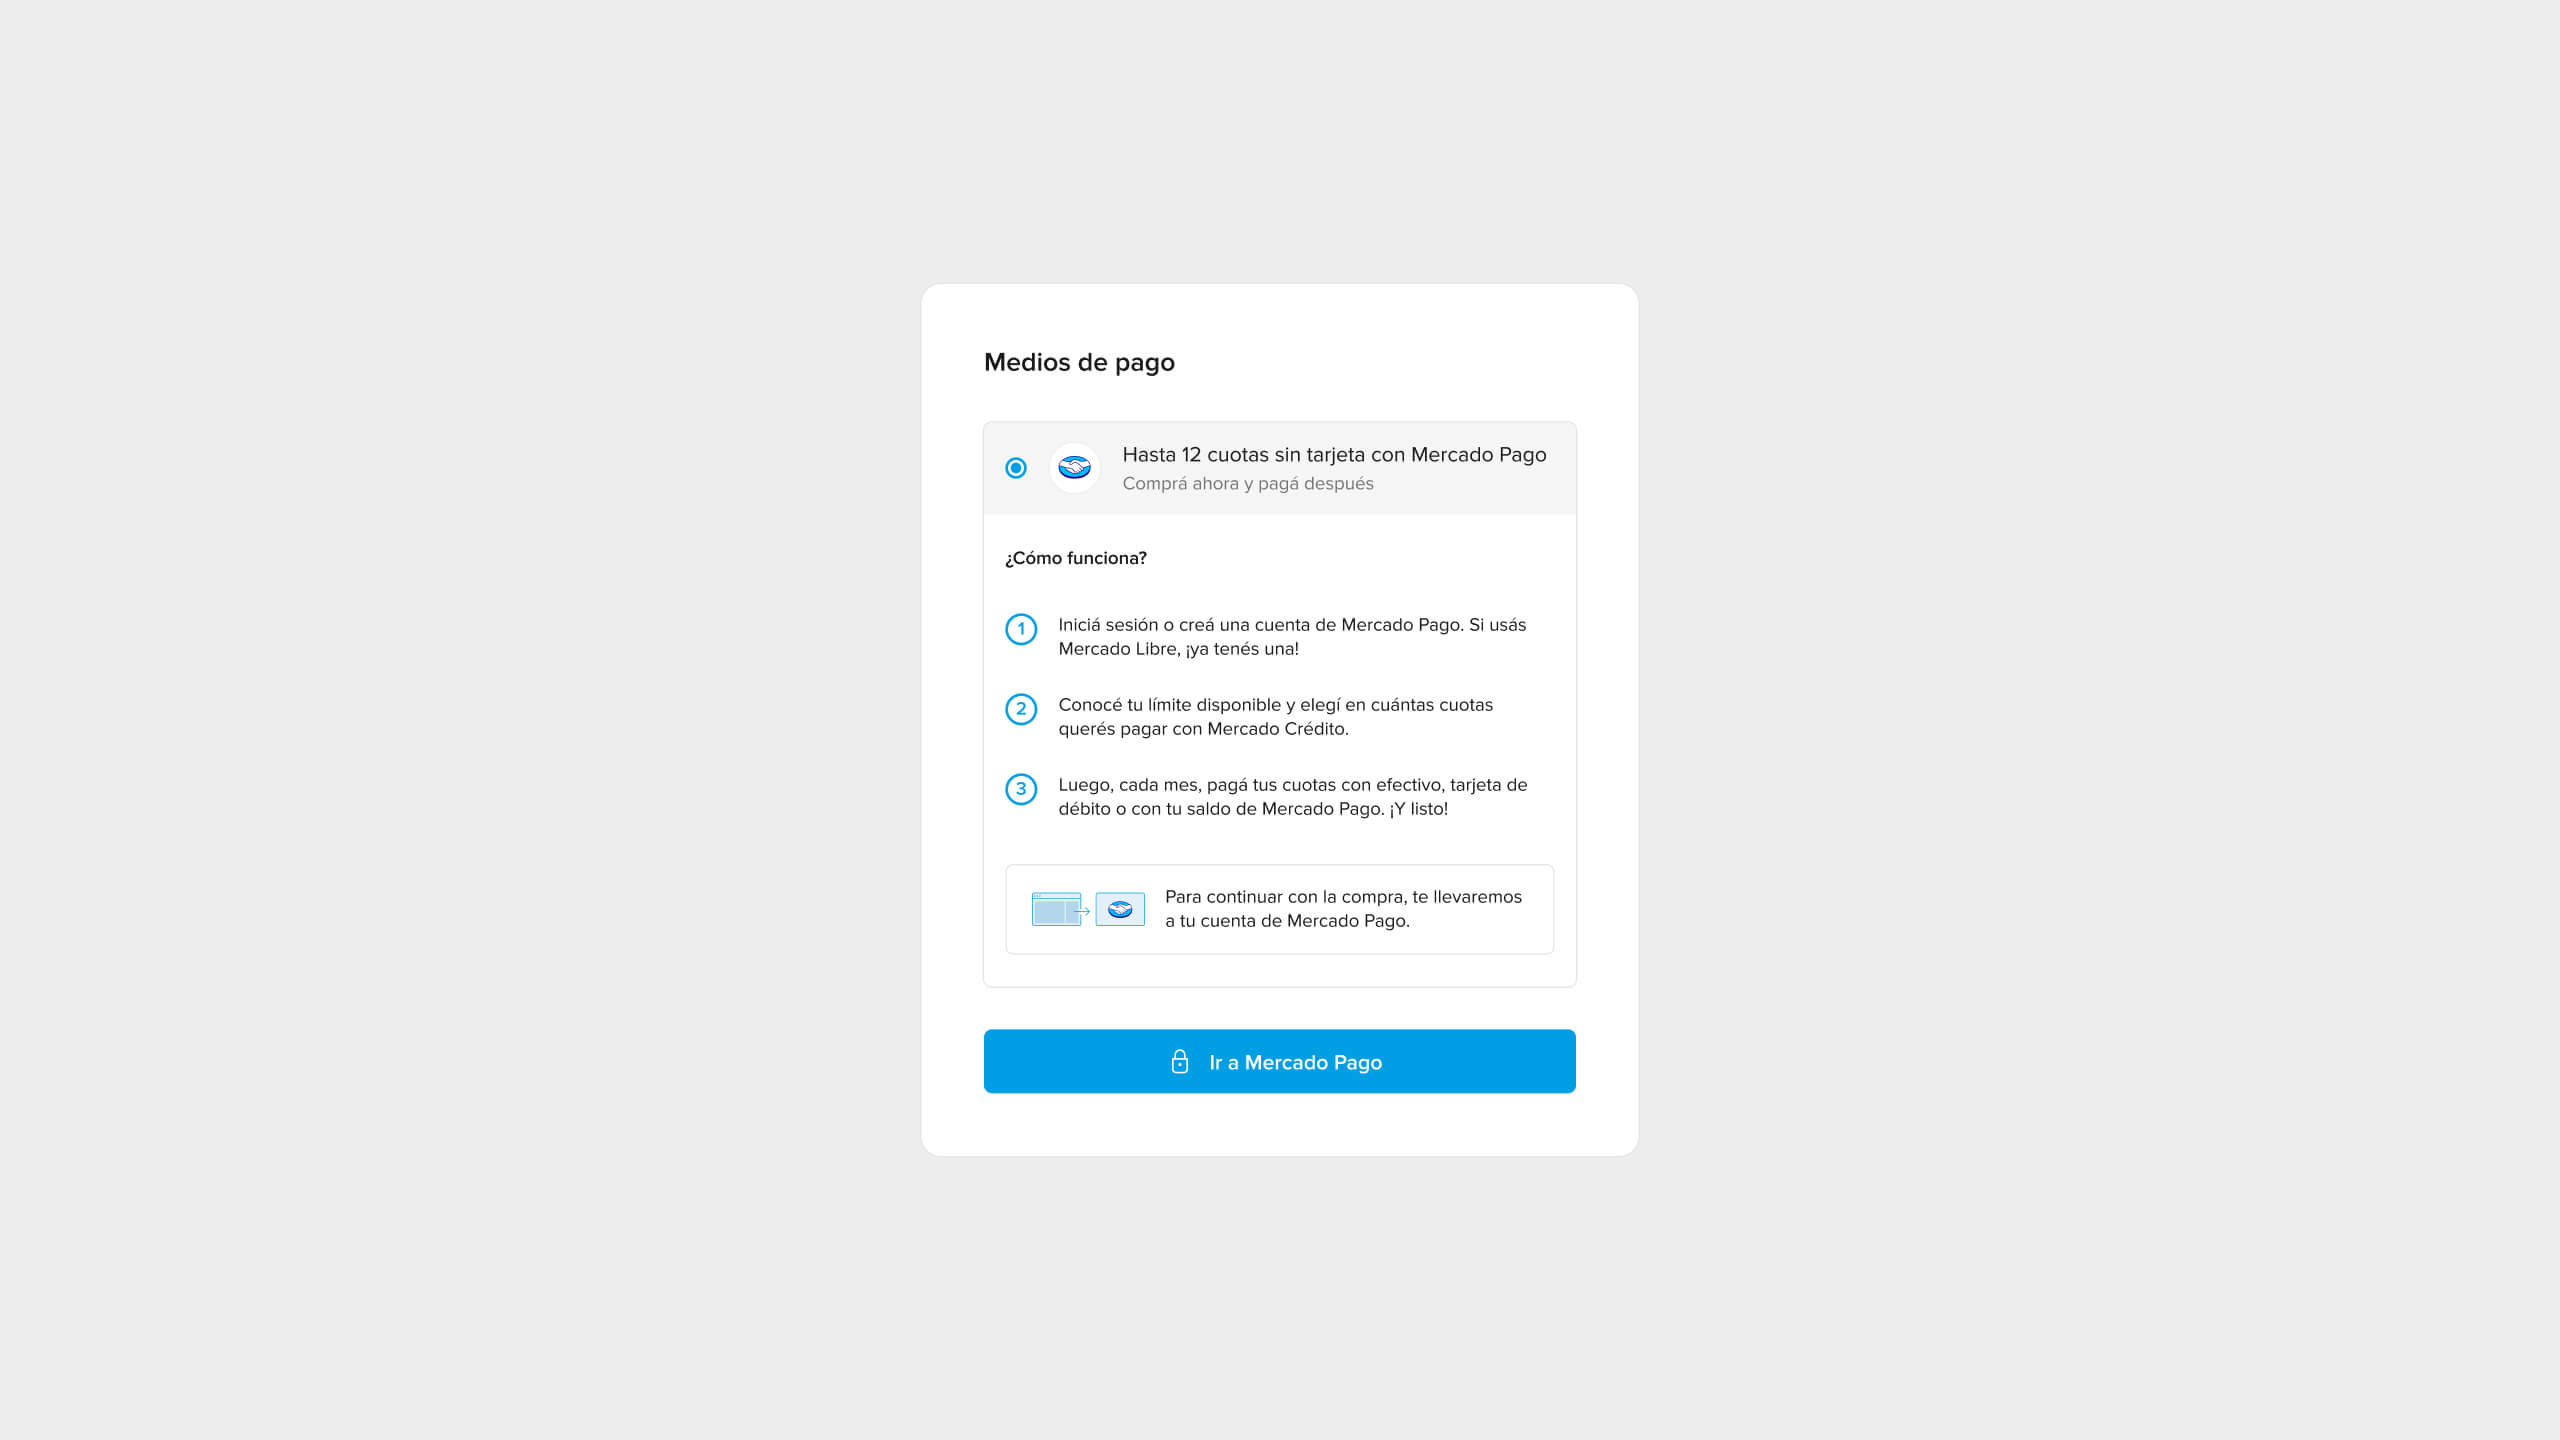 Medios de pago
Hasta 12 cuotas sin tarjeta con Mercado Pago
Comprá ahora y pagá después
¿Cómo funciona?
1
Iniciá sesión o creá una cuenta de Mercado Pago. Si usás
Mercado Libre, ¡ya tenés una!
2
Conocé tu límite disponible y elegí en cuántas cuotas
querés pagar con Mercado Crédito.
3
Luego, cada mes, pagá tus cuotas con efectivo, tarjeta de
débito o con tu saldo de Mercado Pago. ¡Y listo!
Para continuar con la compra, te llevaremos
a tu cuenta de Mercado Pago.
Ir a Mercado Pago